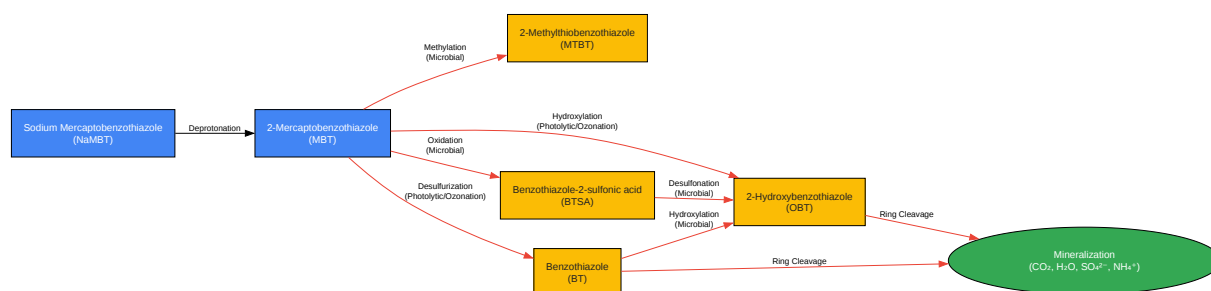 2-Methylthiobenzothiazole
(MTBT)
Methylation
(Microbial)
Sodium Mercaptobenzothiazole
(NaMBT)
Deprotonation
2-Mercaptobenzothiazole
(MBT)
Hydroxylation
(Photolytic/Ozonation)
Oxidation
(Microbial)
Desulfurization
(Photolytic/Ozonation)
Benzothiazole-2-sulfonic acid
(BTSA)
Desulfonation
(Microbial)
2-Hydroxybenzothiazole
(OBT)
Hydroxylation
(Microbial)
Ring Cleavage
Benzothiazole
(BT)
Ring Cleavage
Mineralization
(CO₂, H₂O, SO₄²⁻, NH₄⁺)